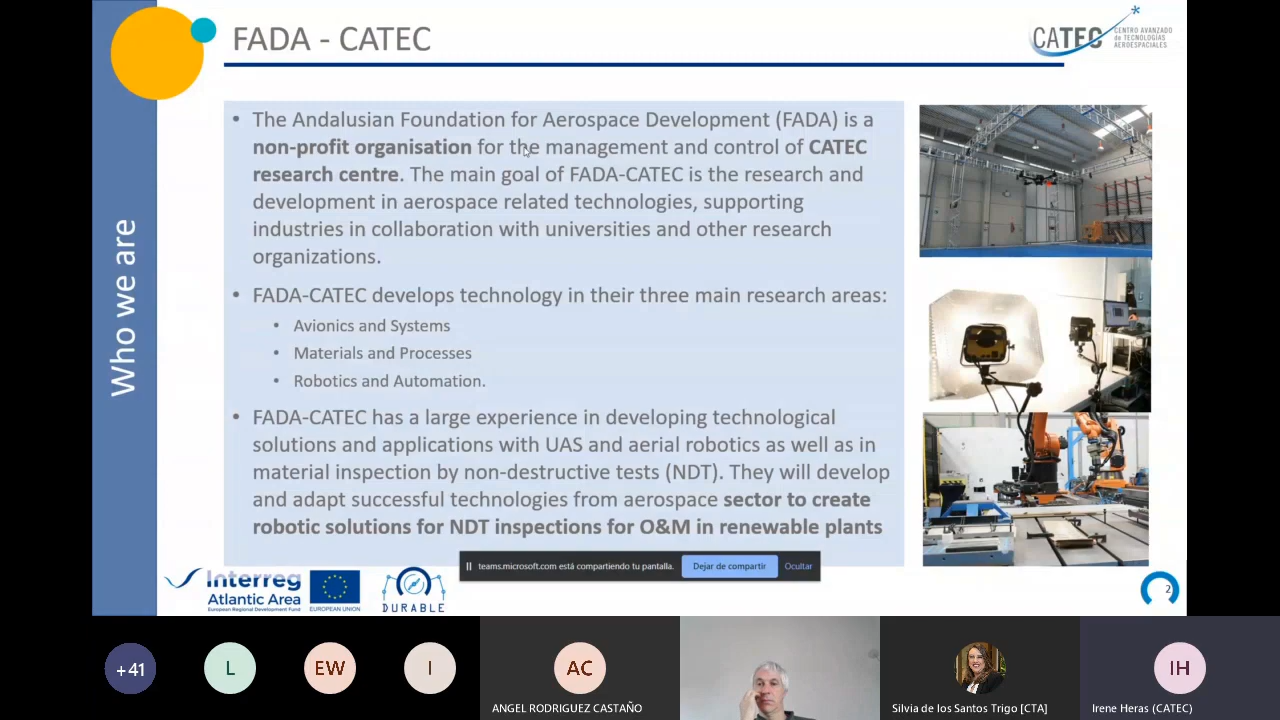 FADA - CATEC
CATEC
CENTRO AVANZADO
de TECNOLOGÍAS
AEROESPACIALES
Who we are
• The Andalusian Foundation for Aerospace Development (FADA) is a
non-profit organisation for the management and control of CATEC
research centre. The main goal of FADA-CATEC is the research and
development in aerospace related technologies, supporting
industries in collaboration with universities and other research
organizations.
• FADA-CATEC develops technology in their three main research areas:
• Avionics and Systems
• Materials and Processes
• Robotics and Automation.
• FADA-CATEC has a large experience in developing technological
solutions and applications with UAS and aerial robotics as well as in
material inspection by non-destructive tests (NDT). They will develop
and adapt successful technologies from aerospace sector to create
robotic solutions for NDT inspections for O&M in renewable plants
teams.microsoft.com está compartiendo tu pantalla.
Dejar de compartir
Ocultar
Interreg
Atlantic Area
European Regional Development Fund
EUROPEAN UNION
DURABLE
2
+41
L
EW
I
AC
IH
ANGEL RODRIGUEZ CASTAÑO
Silvia de los Santos Trigo [CTA]
Irene Heras (CATEC)